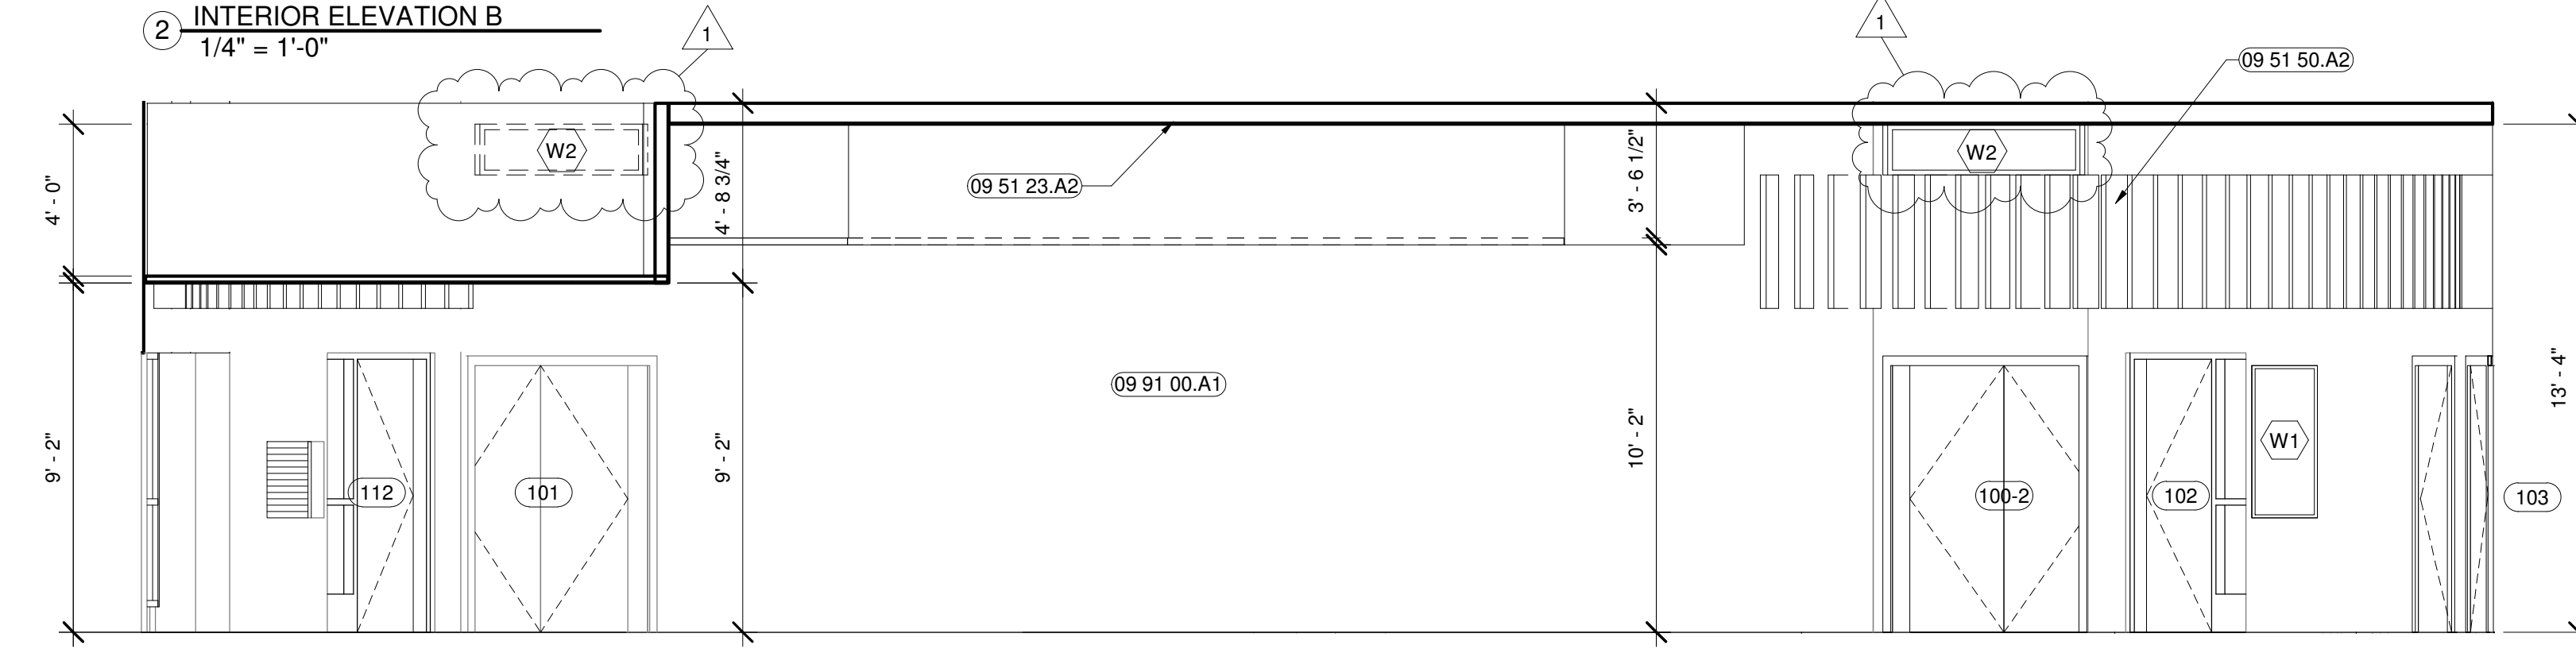 2 INTERIOR ELEVATION B
1/4" = 1'-0"
1
1
09 51 50.A2
W2
W2
09 51 23.A2
4' - 0"
4' - 8 3/4"
3' - 6 1/2"
09 91 00.A1
13' - 4"
9' - 2"
9' - 2"
10' - 2"
W1
112
101
100-2
102
103